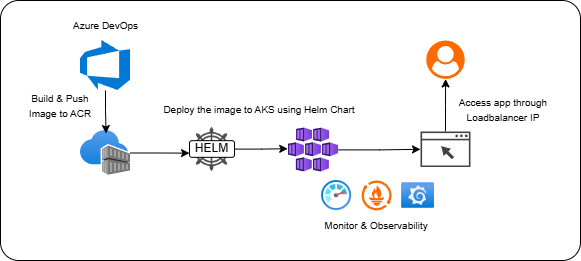 Azure DevOps
Build & Push
Image to ACR
Deploy the image to AKS using Helm Chart
HELM
Access app through
Loadbalancer IP
Monitor & Observability